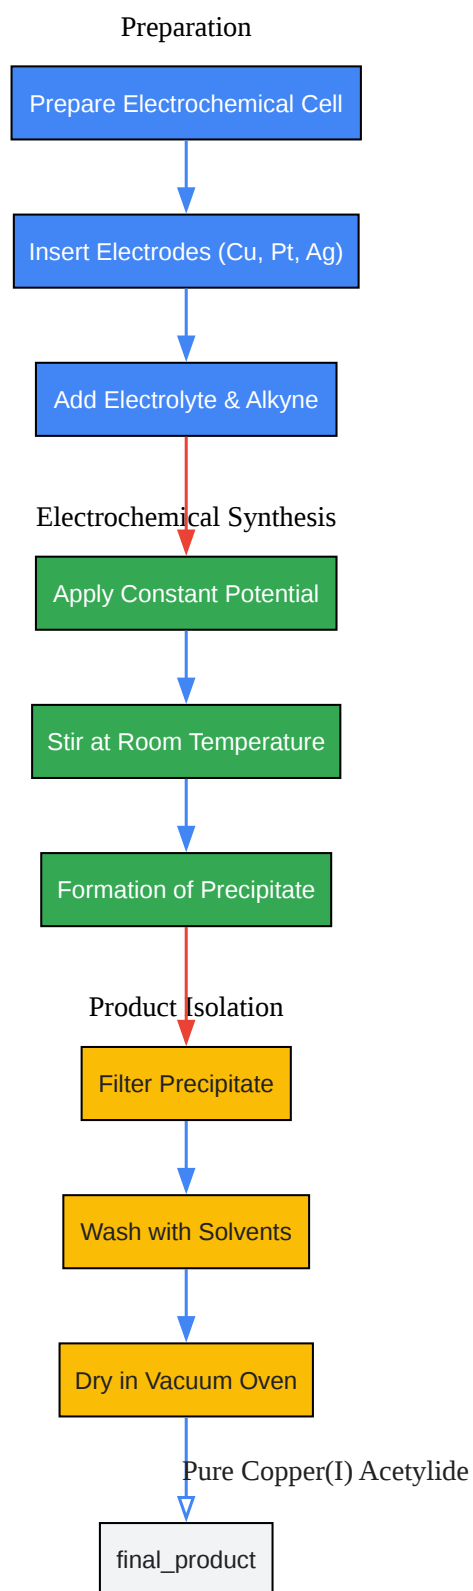 Preparation
Prepare Electrochemical Cell
Insert Electrodes (Cu, Pt, Ag)
Add Electrolyte & Alkyne
Electrochemical Synthesis
Apply Constant Potential
Stir at Room Temperature
Formation of Precipitate
Product Isolation
Filter Precipitate
Wash with Solvents
Dry in Vacuum Oven
Pure Copper(I) Acetylide
final_product